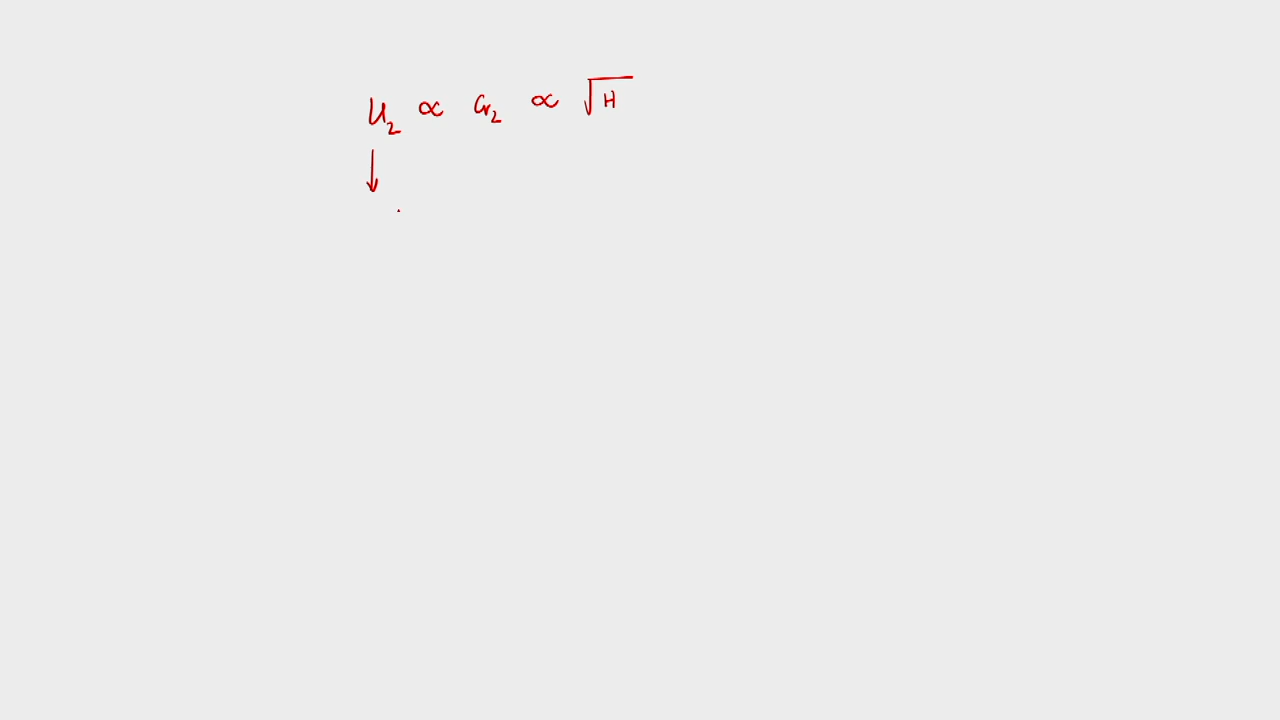 U₂ ∝ Cr₂ ∝ √H
↓